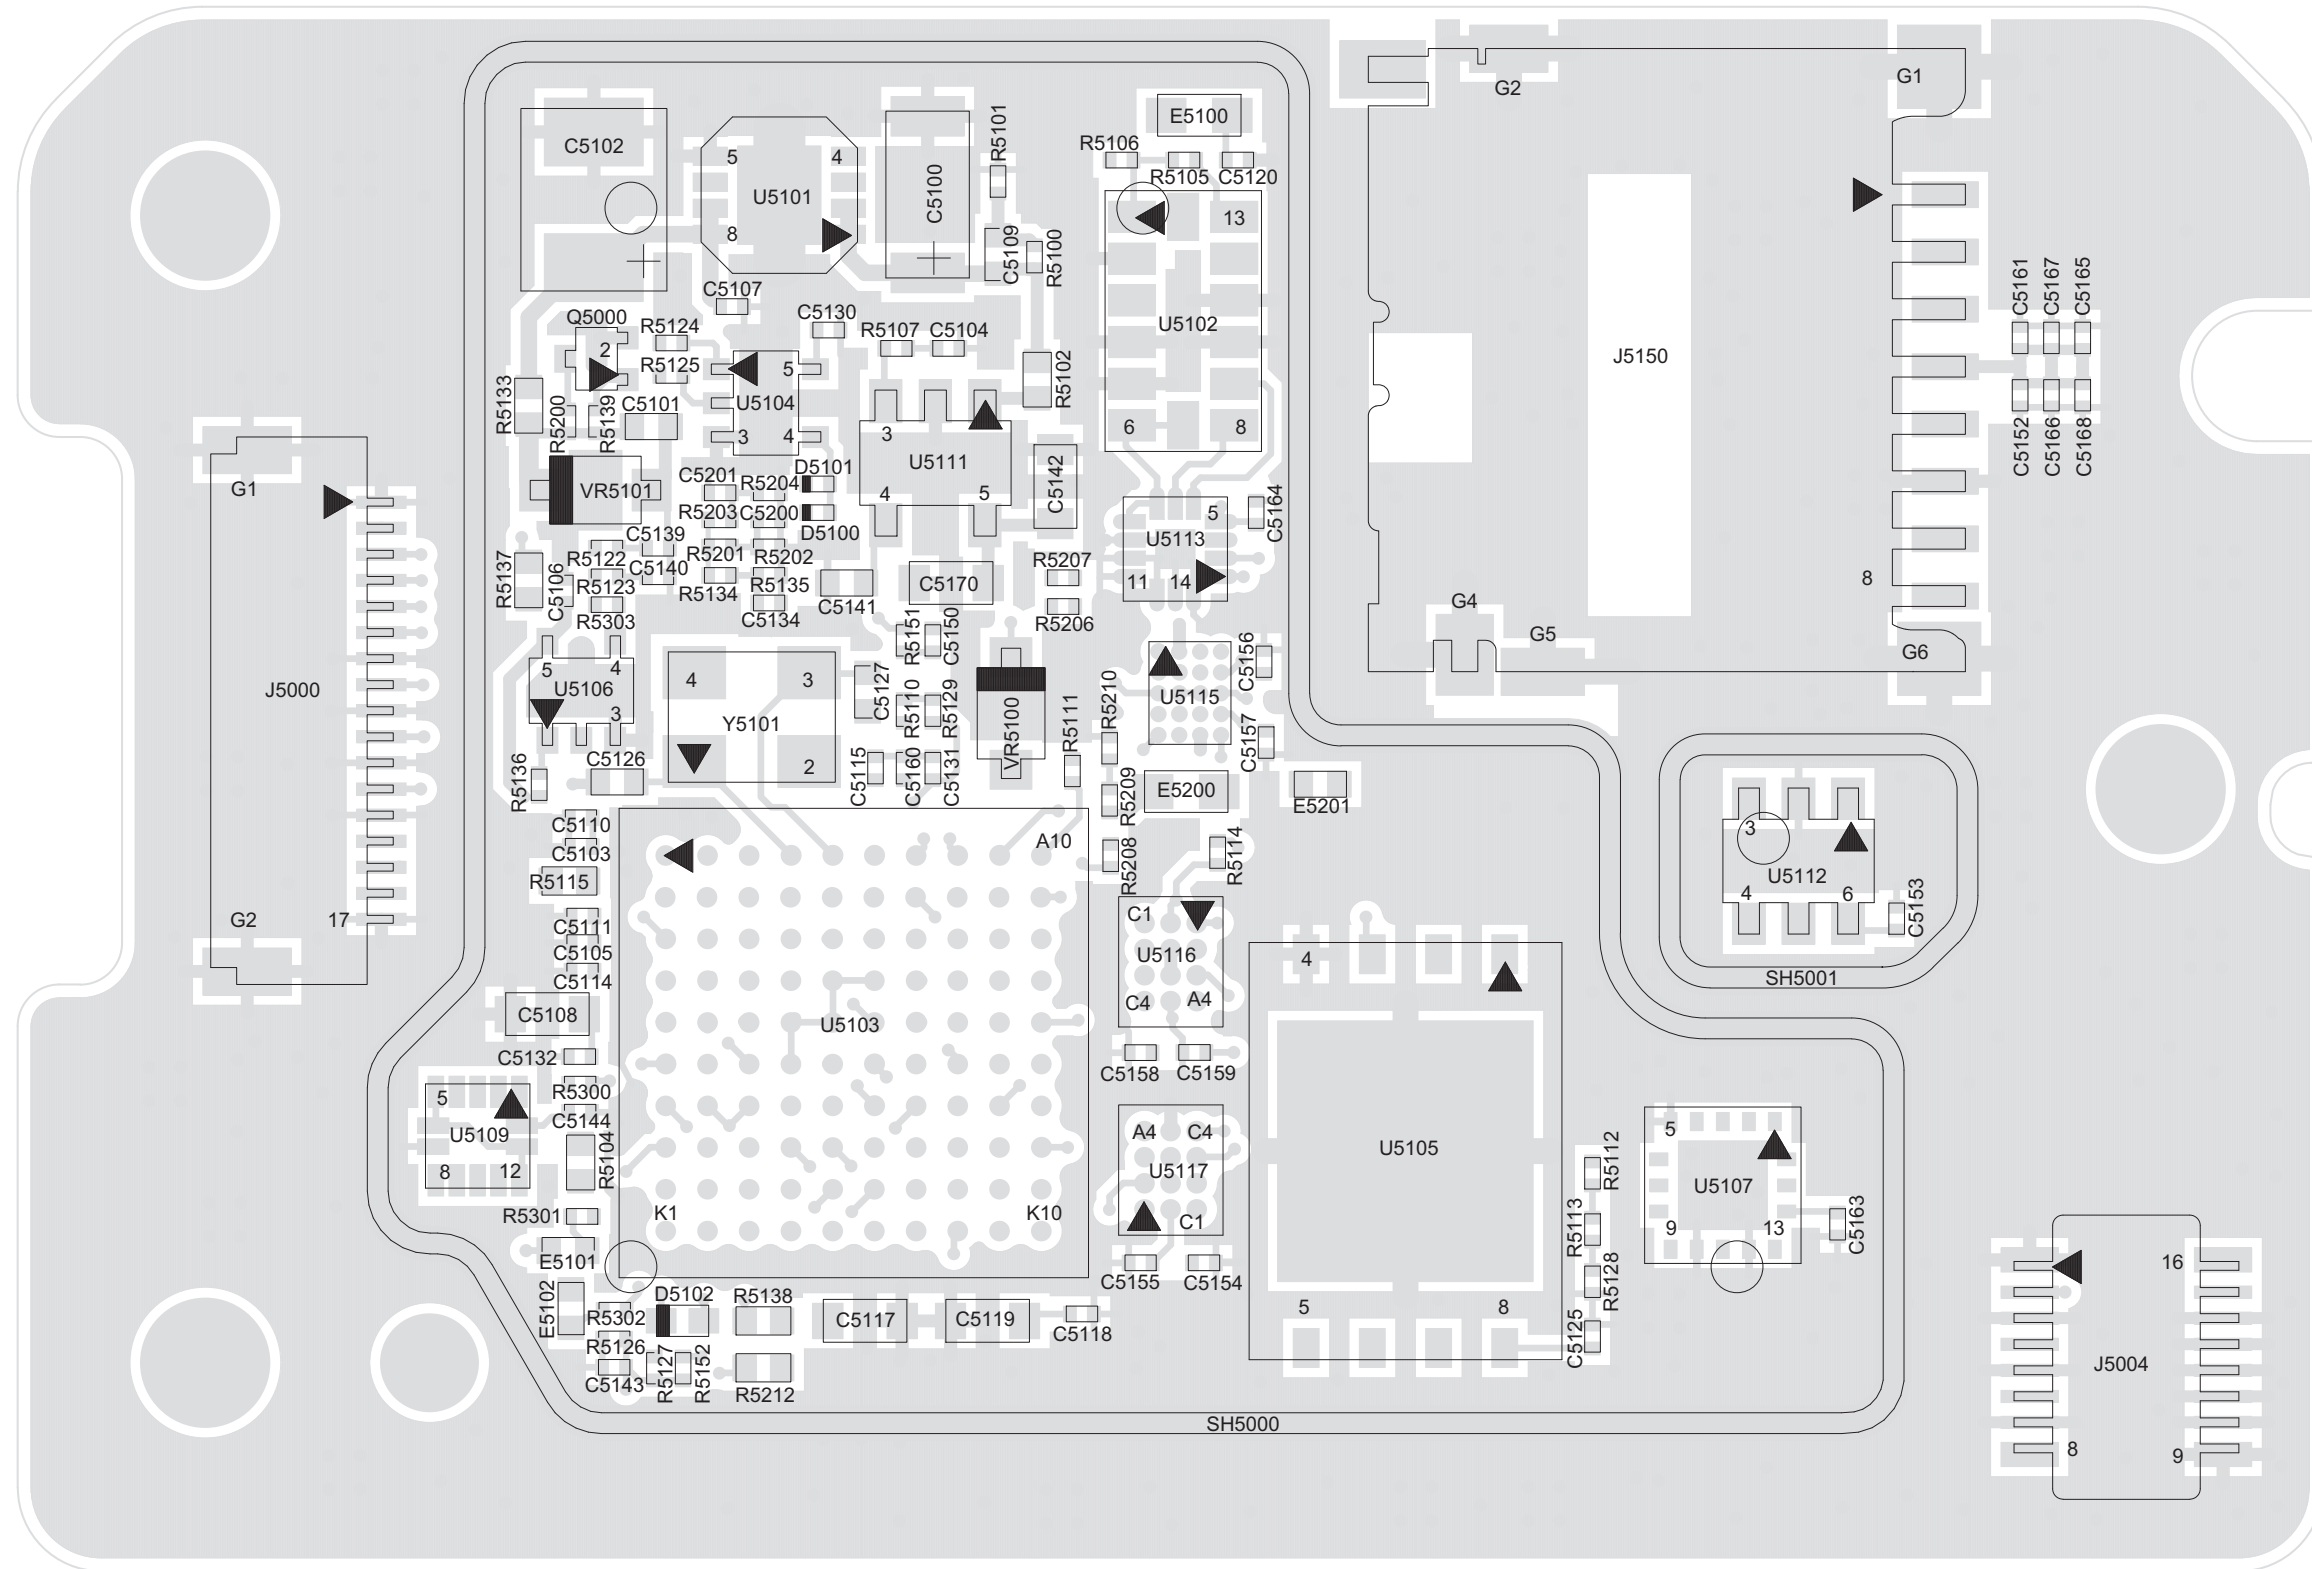 G1
G2
C5102
E5100
R5101
R5106
5
4
R5105
C5120
U5101
C5100
13
8
C5109
R5100
C5161
C5167
C5165
C5107
Q5000
R5124
C5130
R5107
C5104
U5102
2
R5125
5
R5102
J5150
R5133
C5101
U5104
R5200
R5139
3
4
3
6
8
C5152
C5166
C5168
U5111
G1
VR5101
C5201
R5204
D5101
C5142
4
5
R5203
C5200
D5100
5
C5164
C5139
U5113
R5122
R5201
R5202
R5207
R5137
C5106
C5140
R5123
R5134
R5135
C5141
C5170
11
14
8
R5303
C5134
R5206
G4
R5151
C5150
G5
C5156
G6
5
4
U5106
4
3
C5127
R5110
R5129
U5115
J5000
3
Y5101
VR5100
R5111
R5210
C5157
C5126
2
R5136
C5115
C5160
C5131
R5209
E5200
E5201
C5110
A10
3
C5103
R5208
R5114
R5115
U5112
4
6
G2
17
C5111
C1
C5153
C5105
U5116
4
C5114
SH5001
C5108
U5103
C4
A4
C5132
C5158
C5159
R5300
5
C5144
U5109
R5104
A4
C4
5
8
12
U5117
U5105
R5112
U5107
R5301
K1
K10
C1
R5113
9
13
C5163
E5101
C5155
C5154
R5128
16
E5102
D5102
R5138
5
8
R5302
C5117
C5119
C5118
C5125
R5126
J5004
C5143
R5127
R5152
R5212
SH5000
8
9